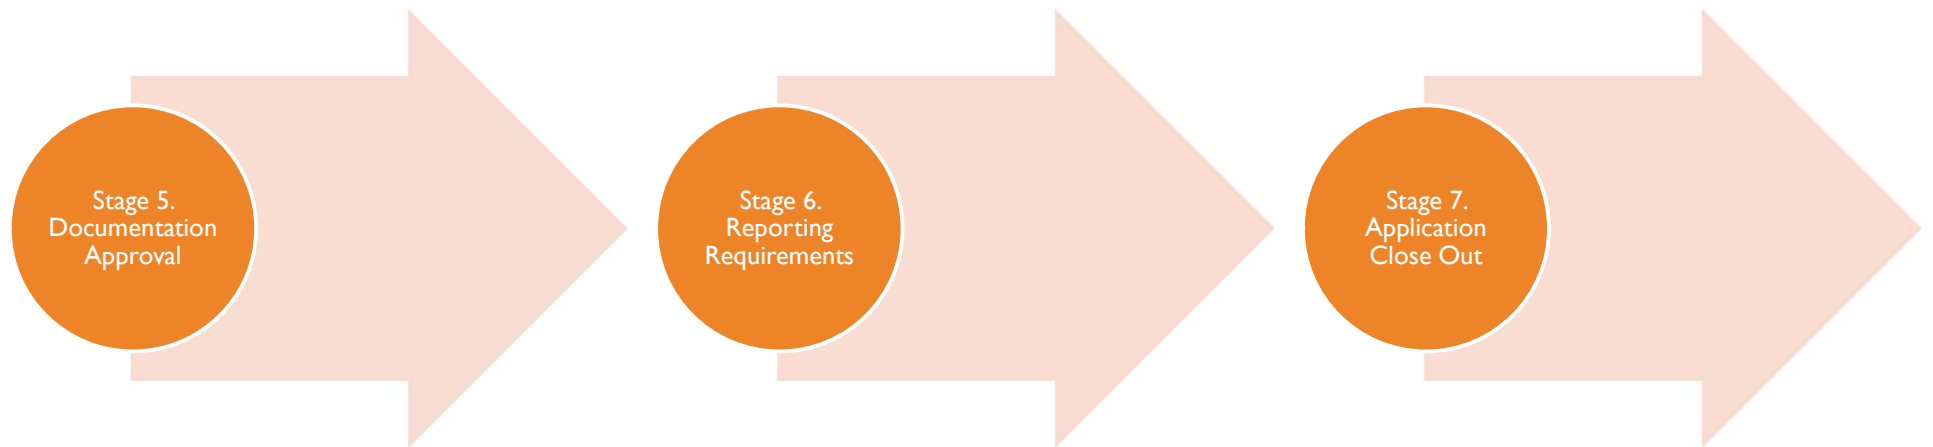 Stage 5.
Documentation
Approval
Stage 6.
Reporting
Requirements
Stage 7.
Application
Close Out